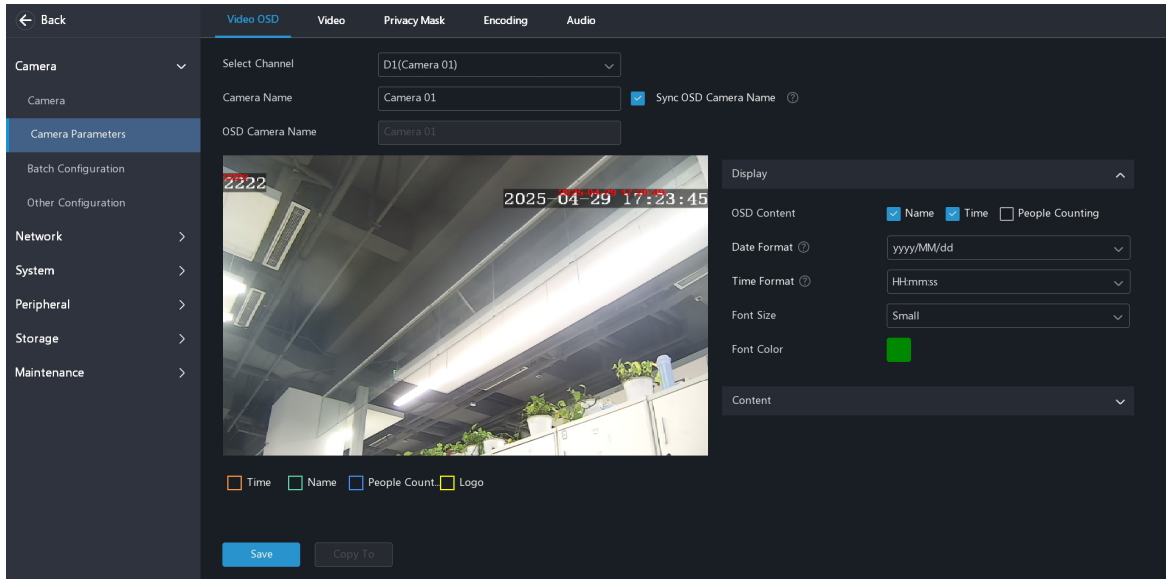 Back
Video OSD Video Privacy Mask Encoding Audio
Camera
Camera
Camera Parameters
Batch Configuration
Other Configuration
Network
System
Peripheral
Storage
Maintenance
Select Channel D1(Camera 01)
Camera Name Camera 01 Sync OSD Camera Name
OSD Camera Name Camera 01
2222
2025-04-29 17:23:45
Display
OSD Content Name Time People Counting
Date Format yyyy/MM/dd
Time Format HH:mm:ss
Font Size Small
Font Color
Content
Time Name People Count.. Logo
Save Copy To